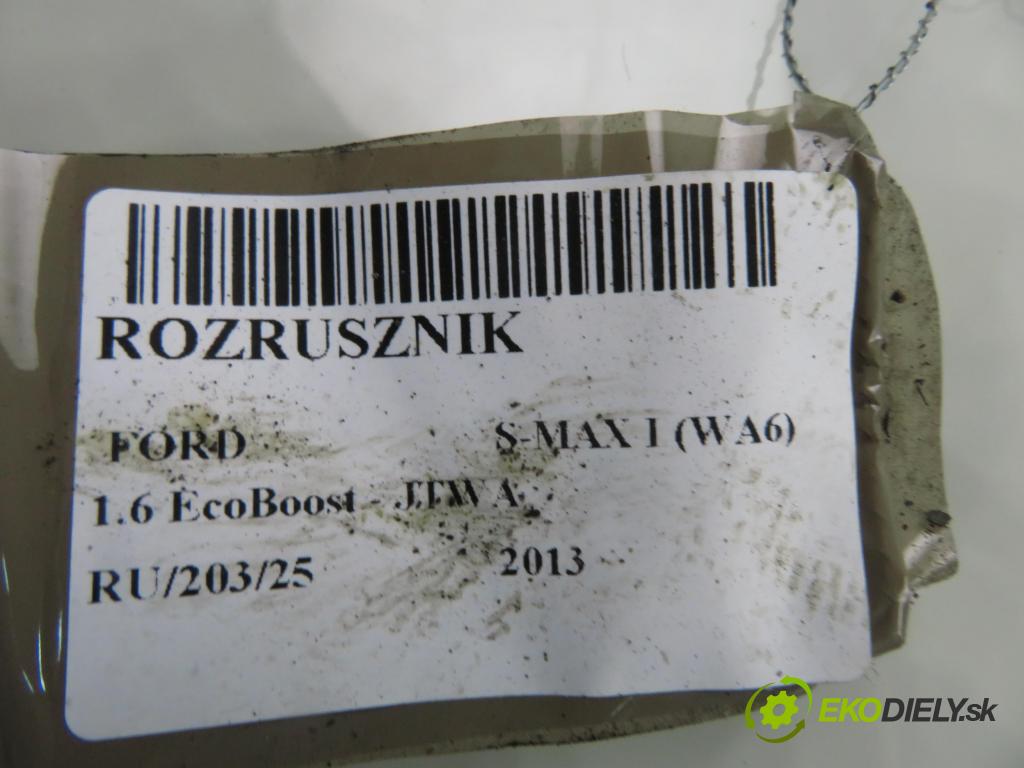 ROZRUSZNIK
FORD S-MAX I (WA6)
1.6 EcoBoost - JTWA
RU/203/25 2013
EKODIELY.sk